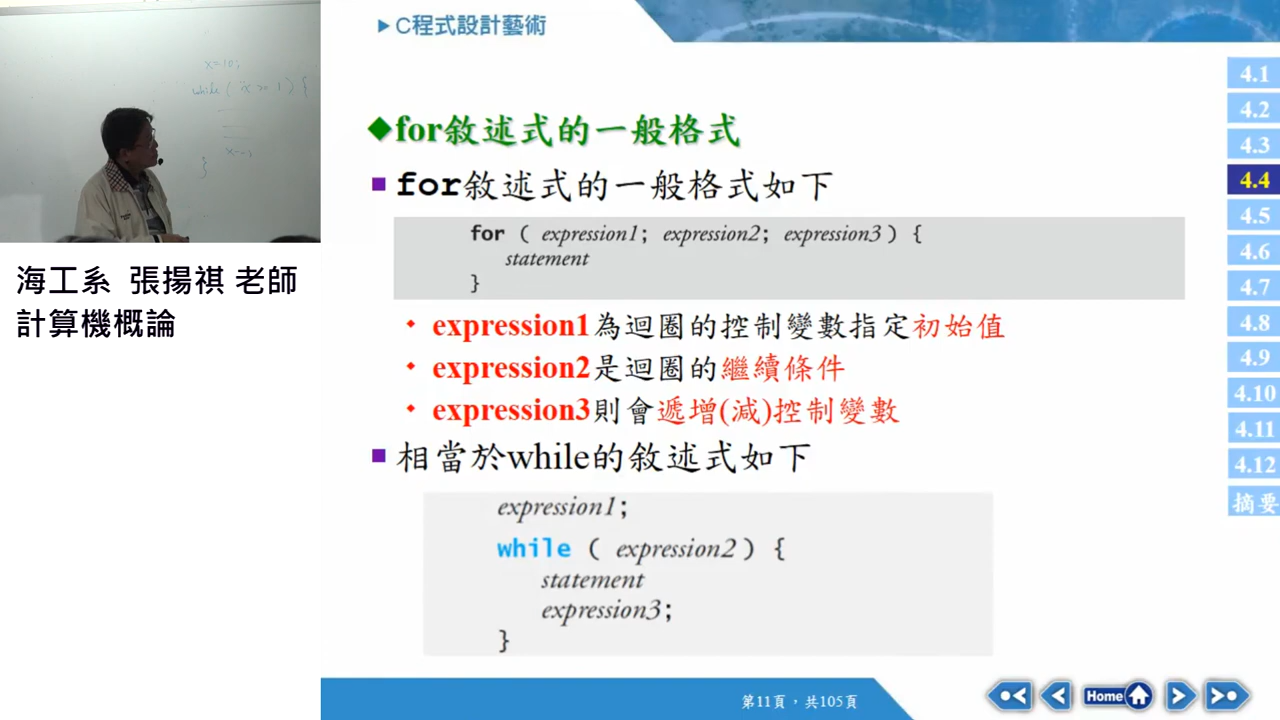 x=10;
while ( x >= 1 ) {
x--;
}
海工系 張揚祺 老師
計算機概論
C程式設計藝術
◆for敘述式的一般格式
for敘述式的一般格式如下
for ( expression1; expression2; expression3 ) {
statement
}
expression1為迴圈的控制變數指定初始值
expression2是迴圈的繼續條件
expression3則會遞增(減)控制變數
相當於while的敘述式如下
expression1;
while ( expression2 ) {
statement
expression3;
}
4.1
4.2
4.3
4.4
4.5
4.6
4.7
4.8
4.9
4.10
4.11
4.12
摘要
第11頁，共105頁
Home